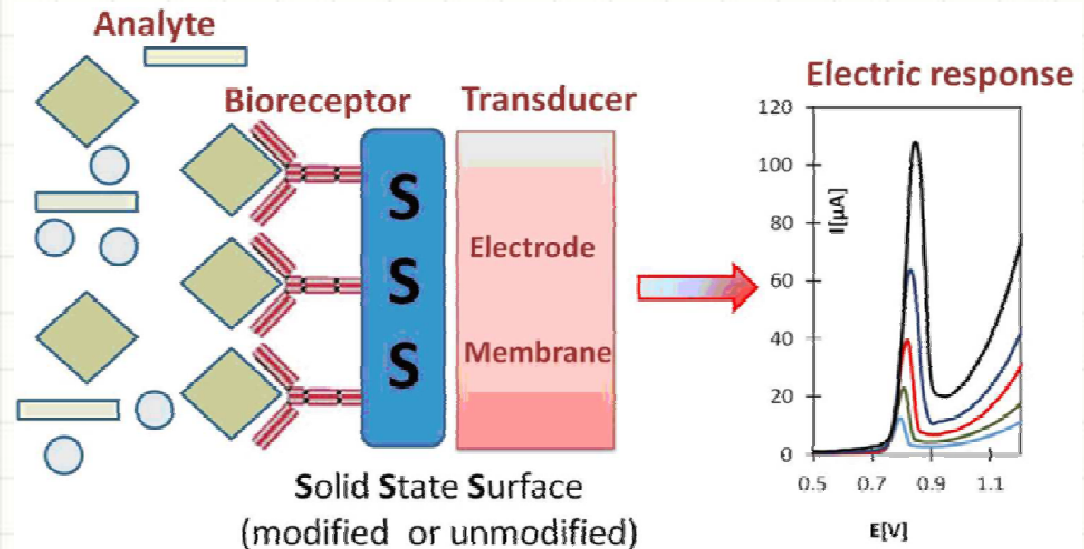 Analyte
Bioreceptor
Transducer
Electric response
S
S
S
Electrode
Membrane
Solid State Surface
(modified or unmodified)
I[µA]
120
100
80
60
40
20
0
0.5 0.7 0.9 1.1
E[V]